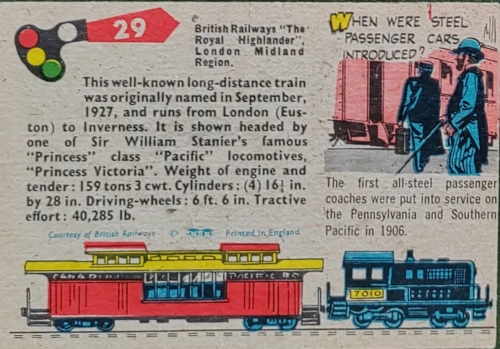 29
British Railways "The
Royal Highlander",
London Midland
Region.
This well-known long-distance train
was originally named in September,
1927, and runs from London (Eus-
ton) to Inverness. It is shown headed by
one of Sir William Stanier's famous
"Princess" class "Pacific" locomotives,
"Princess Victoria". Weight of engine and
tender: 159 tons 3 cwt. Cylinders: (4) 16¼ in.
by 28 in. Driving-wheels: 6 ft. 6 in. Tractive
effort: 40,285 lb.
Courtesy of British Railways
Printed in England
WHEN WERE STEEL
PASSENGER CARS
INTRODUCED?
The first all-steel passenger
coaches were put into service on
the Pennsylvania and Southern
Pacific in 1906.
CANADIAN PACIFIC RR
7010